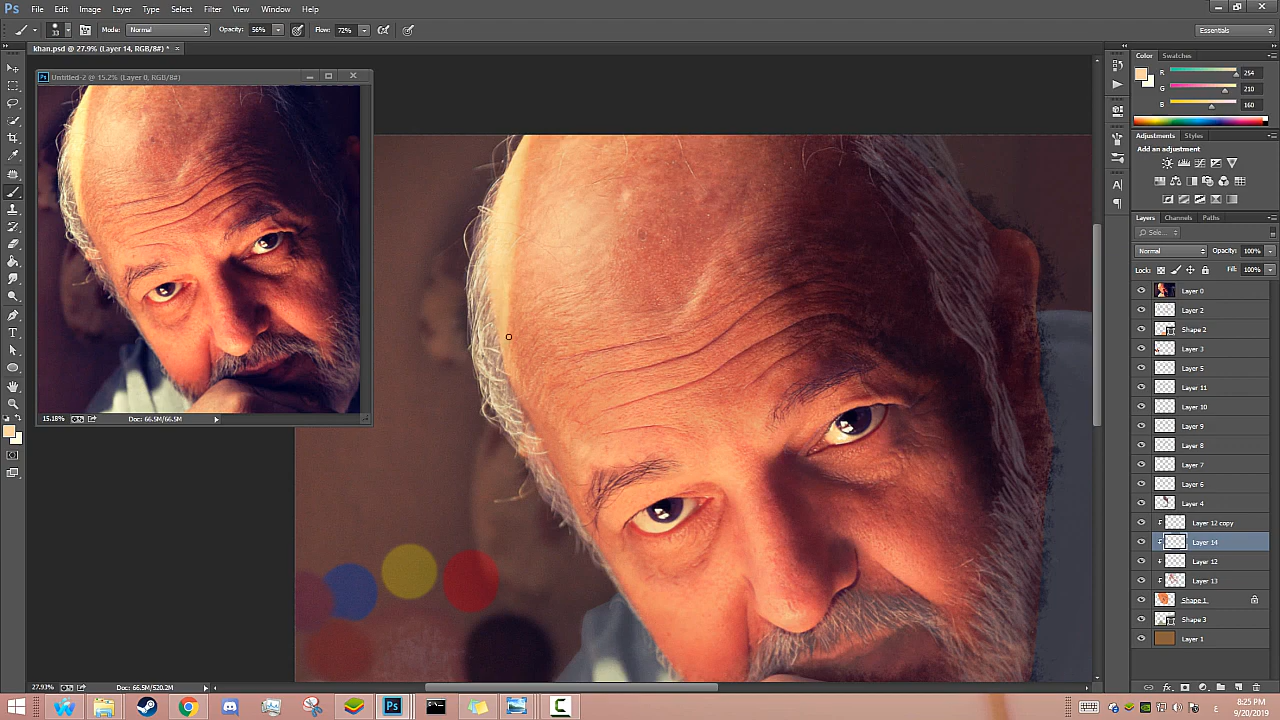 Ps File Edit Image Layer Type Select Filter View Window Help
33 Mode: Normal Opacity: 56% Flow: 72% Essentials
khan.psd @ 27.9% (Layer 14, RGB/8#) * ×
Untitled-2 @ 15.2% (Layer 0, RGB/8#)
15.18% Doc: 66.5M/66.5M
Color Swatches
R 254
G 210
B 160
Adjustments Styles
Add an adjustment
Layers Channels Paths
Normal Opacity: 100%
Lock: Fill: 100%
Layer 0
Layer 2
Shape 2
Layer 3
Layer 5
Layer 11
Layer 10
Layer 9
Layer 8
Layer 7
Layer 6
Layer 4
Layer 12 copy
Layer 14
Layer 12
Layer 13
Shape 1
Shape 3
Layer 1
27.93% Doc: 66.5M/520.2M
8:25 PM
9/20/2019